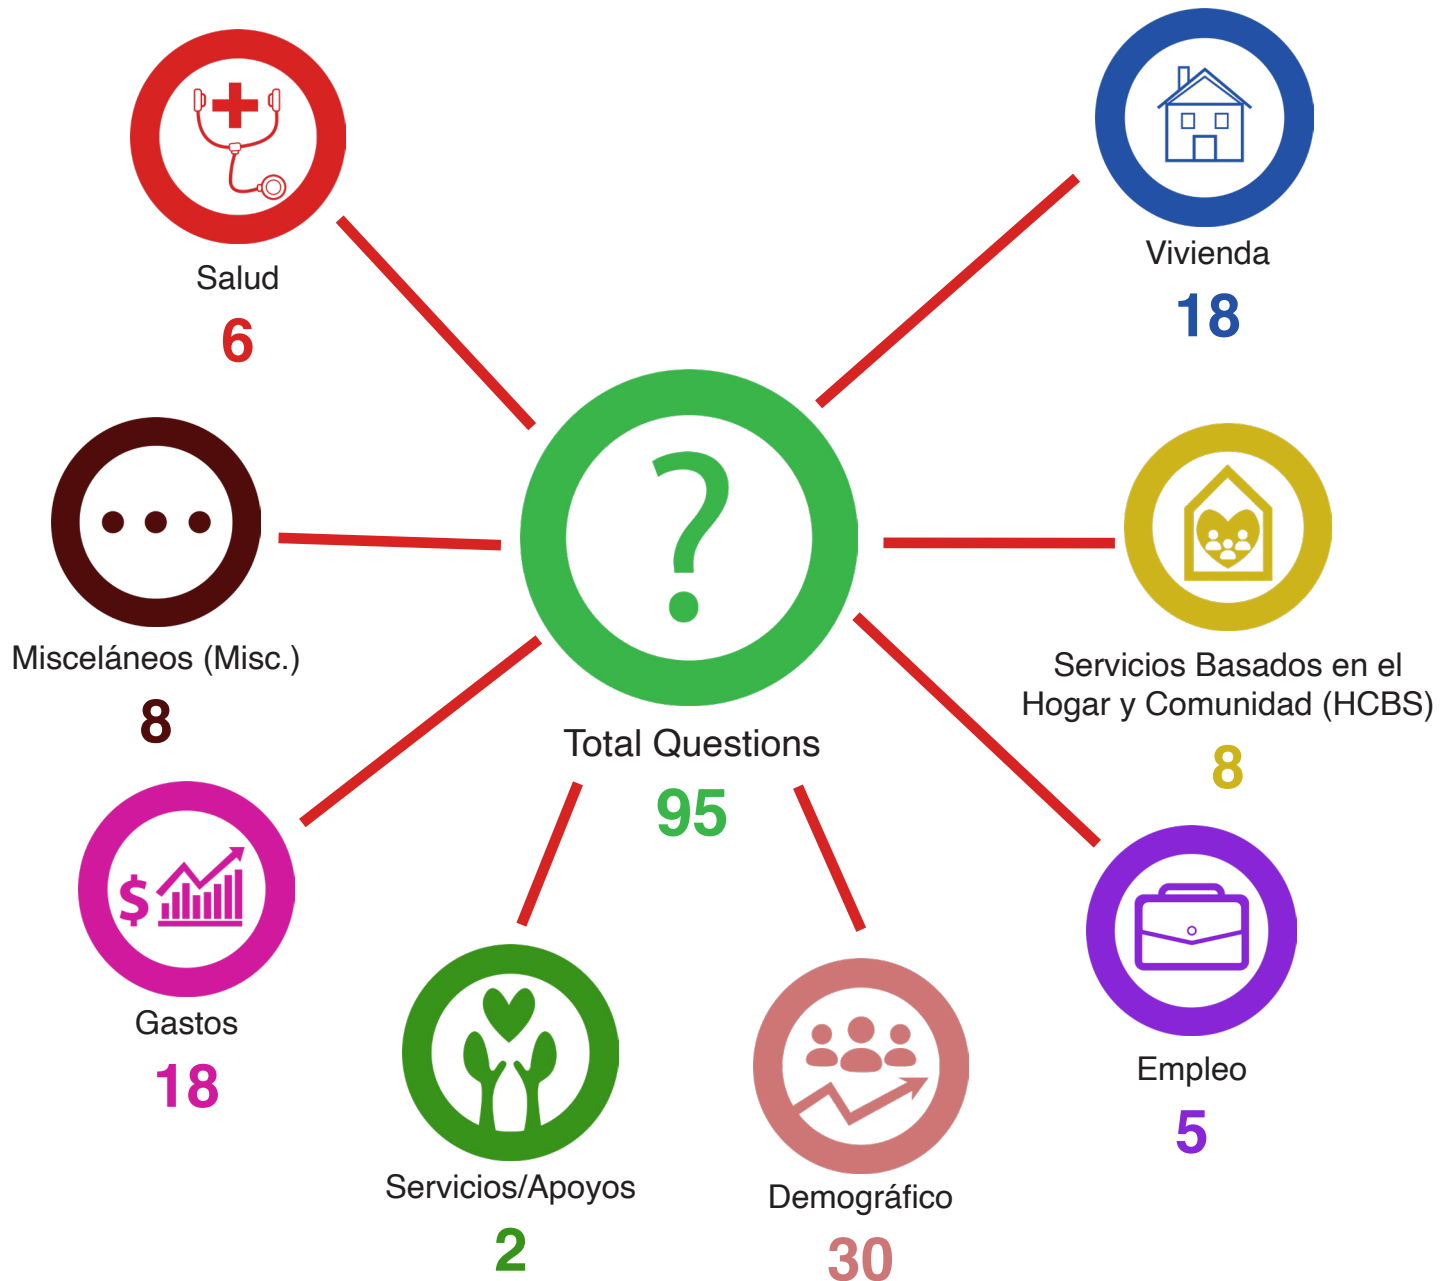 Salud
6
Vivienda
18
?
Misceláneos (Misc.)
8
Servicios Basados en el
Hogar y Comunidad (HCBS)
8
Total Questions
95
$
Gastos
18
Empleo
5
Servicios/Apoyos
2
Demográfico
30